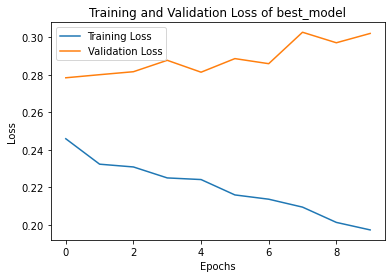 Training and Validation Loss of best_model
Training Loss
Validation Loss
Loss
0.30
0.28
0.26
0.24
0.22
0.20
0 2 4 6 8
Epochs